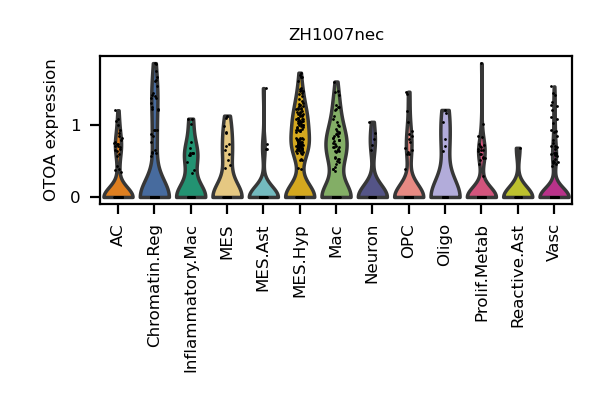 ZH1007nec
OTOA expression
1
0
AC
Chromatin.Reg
Inflammatory.Mac
MES
MES.Ast
MES.Hyp
Mac
Neuron
OPC
Oligo
Prolif.Metab
Reactive.Ast
Vasc